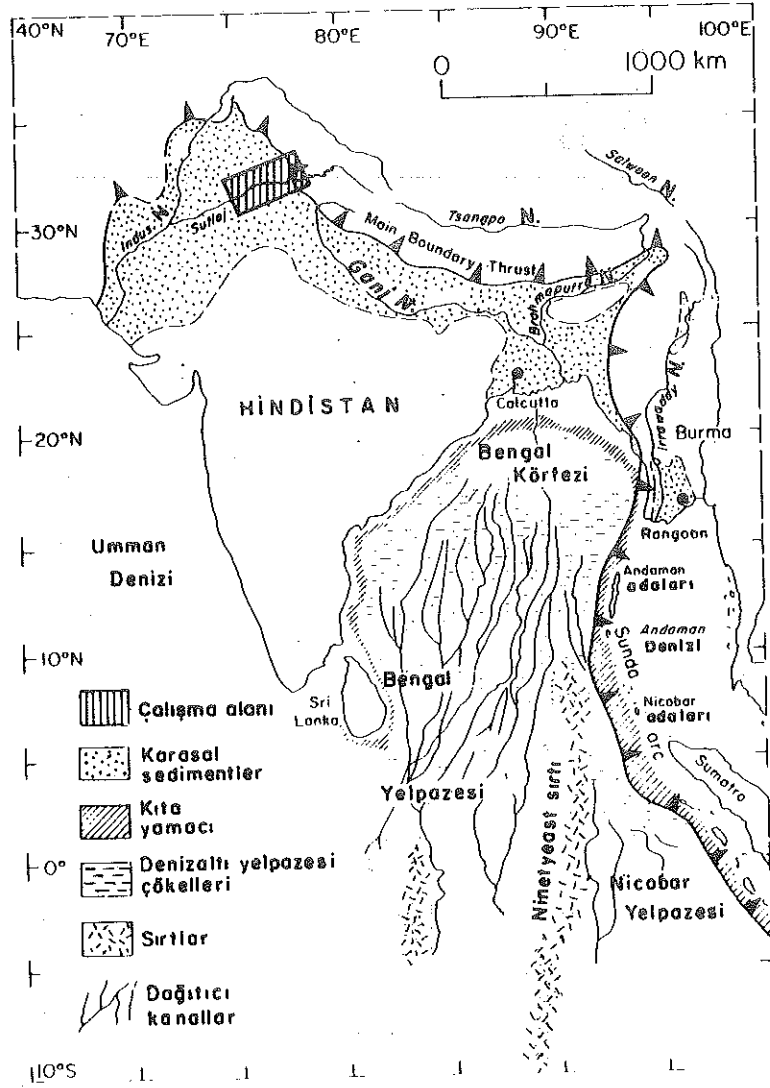 40°N
70°E
80°E
90°E
100°E
0
1000 km
Salween N.
Tsangpo N.
Indus. N.
Sutlej
30°N
Main Boundary Thrust
Ganj N.
Brahmaputra N.
HİNDİSTAN
Calcutta
Irrawaddy N.
Burma
20°N
Bengal
Körfezi
Rangoon
Umman
Denizi
Andaman
adaları
Andaman
Denizi
10°N
Sunda arc
Bengal
Sri
Lanka
Nicobar
adaları
Çalışma alanı
Karasal
sedimentler
Sumatra
Yelpazesi
Kıta
yamacı
Ninetyeast sırtı
0°
Denizaltı yelpazesi
çökelleri
Nicobar
Yelpazesi
Sırtlar
Dağıtıcı
kanallar
10°S